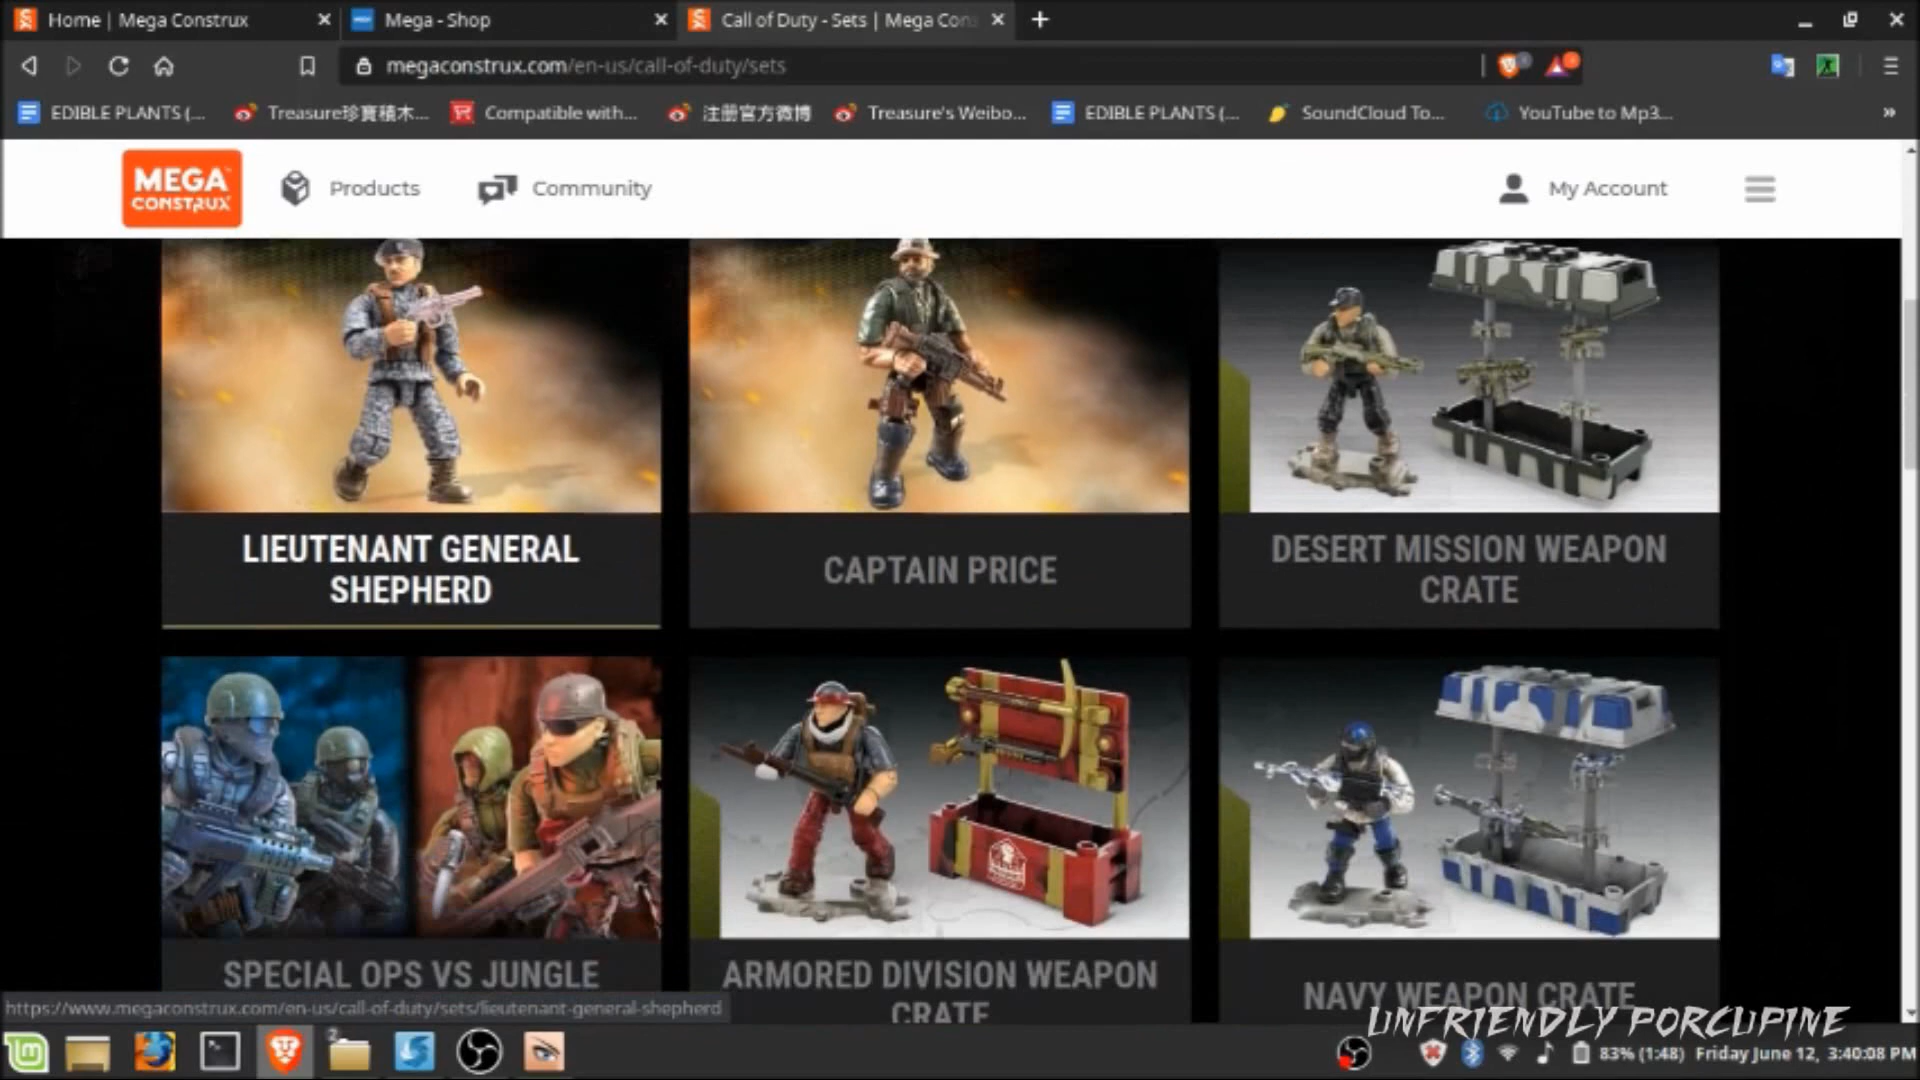 Home | Mega Construx
Mega - Shop
Call of Duty - Sets | Mega Con
megaconstrux.com/en-us/call-of-duty/sets
EDIBLE PLANTS (...
Treasure珍寶積木...
Compatible with...
注册官方微博
Treasure's Weibo...
EDIBLE PLANTS (...
SoundCloud To...
YouTube to Mp3...
MEGA
CONSTRUX
Products
Community
My Account
LIEUTENANT GENERAL
SHEPHERD
CAPTAIN PRICE
DESERT MISSION WEAPON
CRATE
SPECIAL OPS VS JUNGLE
ARMORED DIVISION WEAPON
CRATE
NAVY WEAPON CRATE
https://www.megaconstrux.com/en-us/call-of-duty/sets/lieutenant-general-shepherd
UNFRIENDLY PORCUPINE
2
83% (1:48)
Friday June 12, 3:40:08 PM